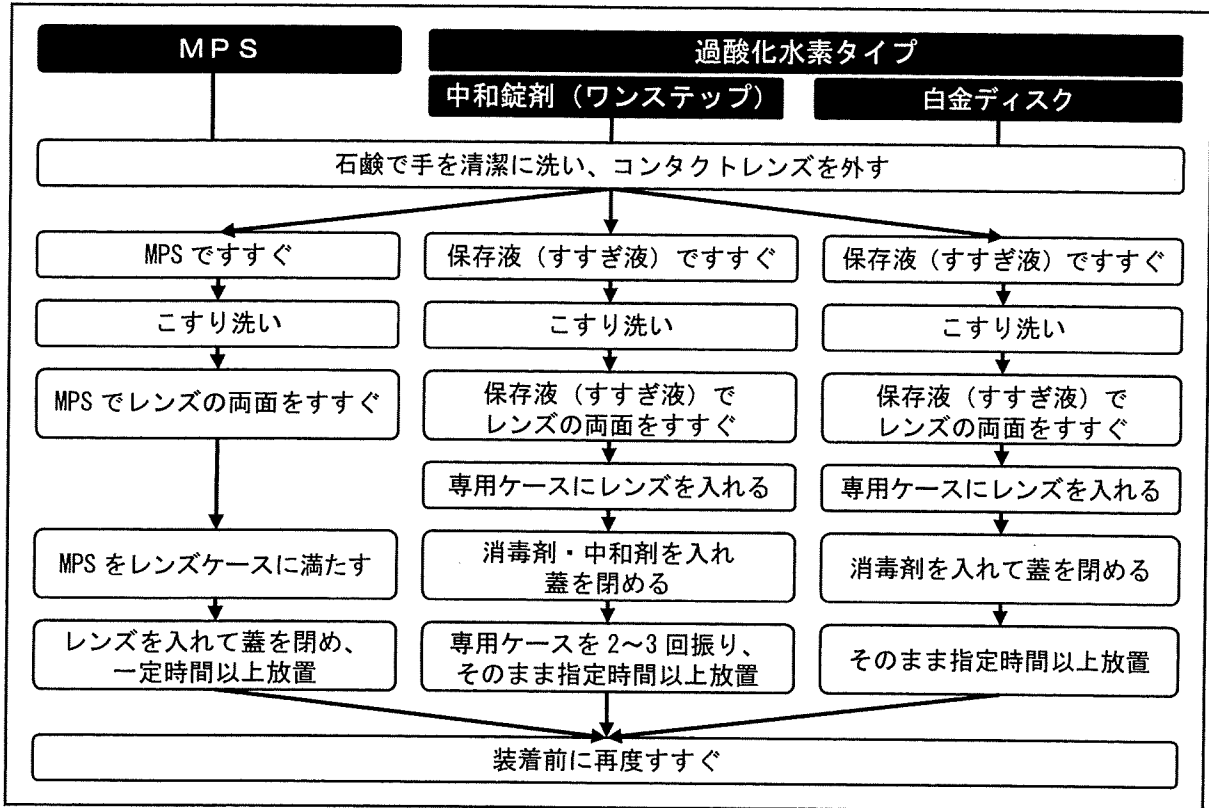 MPS
過酸化水素タイプ
中和錠剤（ワンステップ）
白金ディスク
石鹸で手を清潔に洗い、コンタクトレンズを外す
MPSですすぐ
保存液（すすぎ液）ですすぐ
保存液（すすぎ液）ですすぐ
こすり洗い
こすり洗い
こすり洗い
MPSでレンズの両面をすすぐ
保存液（すすぎ液）で
レンズの両面をすすぐ
保存液（すすぎ液）で
レンズの両面をすすぐ
専用ケースにレンズを入れる
専用ケースにレンズを入れる
MPSをレンズケースに満たす
消毒剤・中和剤を入れ
蓋を閉める
消毒剤を入れて蓋を閉める
レンズを入れて蓋を閉め、
一定時間以上放置
専用ケースを2～3回振り、
そのまま指定時間以上放置
そのまま指定時間以上放置
装着前に再度すすぐ